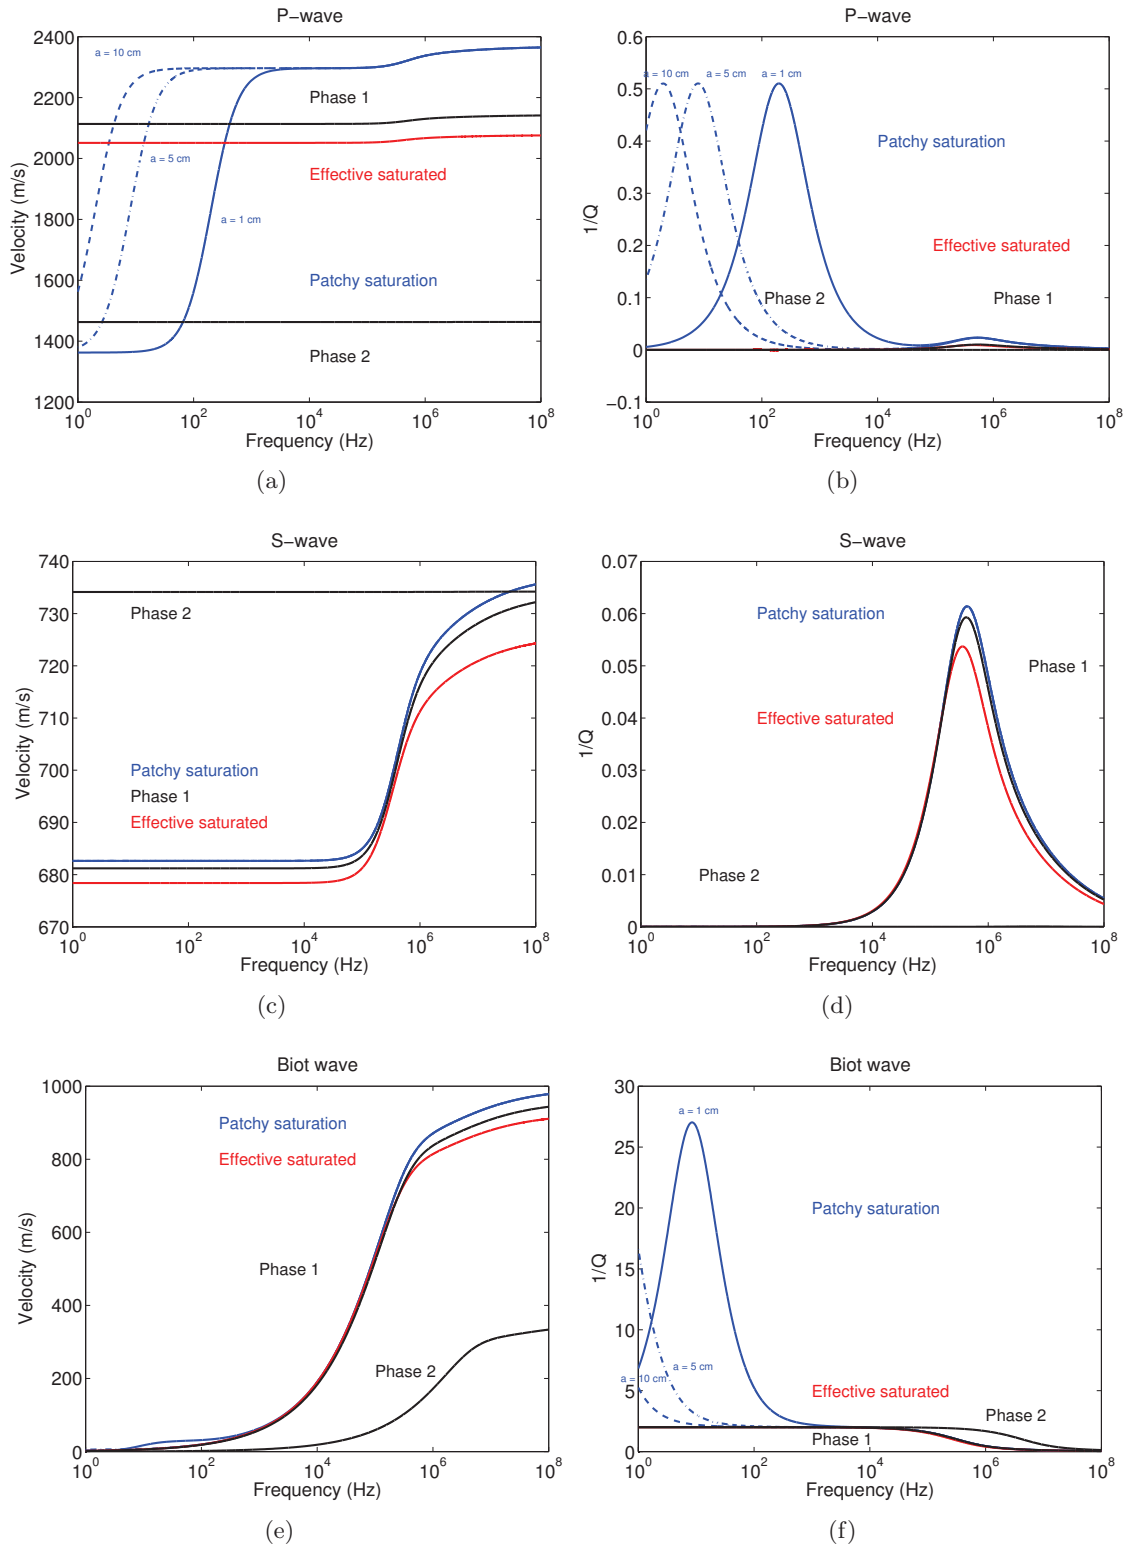 P-wave
2400
2200
2000
1800
1600
1400
1200
Velocity (m/s)
a = 10 cm
Phase 1
a = 5 cm
Effective saturated
a = 1 cm
Patchy saturation
Phase 2
10^0
10^2
10^4
10^6
10^8
Frequency (Hz)
(a)
P-wave
0.6
0.5
0.4
0.3
0.2
0.1
0
-0.1
1/Q
a = 10 cm
a = 5 cm
a = 1 cm
Patchy saturation
Effective saturated
Phase 2
Phase 1
10^0
10^2
10^4
10^6
10^8
Frequency (Hz)
(b)
S-wave
740
730
720
710
700
690
680
670
Velocity (m/s)
Phase 2
Patchy saturation
Phase 1
Effective saturated
10^0
10^2
10^4
10^6
10^8
Frequency (Hz)
(c)
S-wave
0.07
0.06
0.05
0.04
0.03
0.02
0.01
0
1/Q
Patchy saturation
Phase 1
Effective saturated
Phase 2
10^0
10^2
10^4
10^6
10^8
Frequency (Hz)
(d)
Biot wave
1000
800
600
400
200
0
Velocity (m/s)
Patchy saturation
Effective saturated
Phase 1
Phase 2
10^0
10^2
10^4
10^6
10^8
Frequency (Hz)
(e)
Biot wave
30
25
20
15
10
5
0
1/Q
a = 1 cm
Patchy saturation
a = 5 cm
a = 10 cm
Effective saturated
Phase 2
Phase 1
10^0
10^2
10^4
10^6
10^8
Frequency (Hz)
(f)